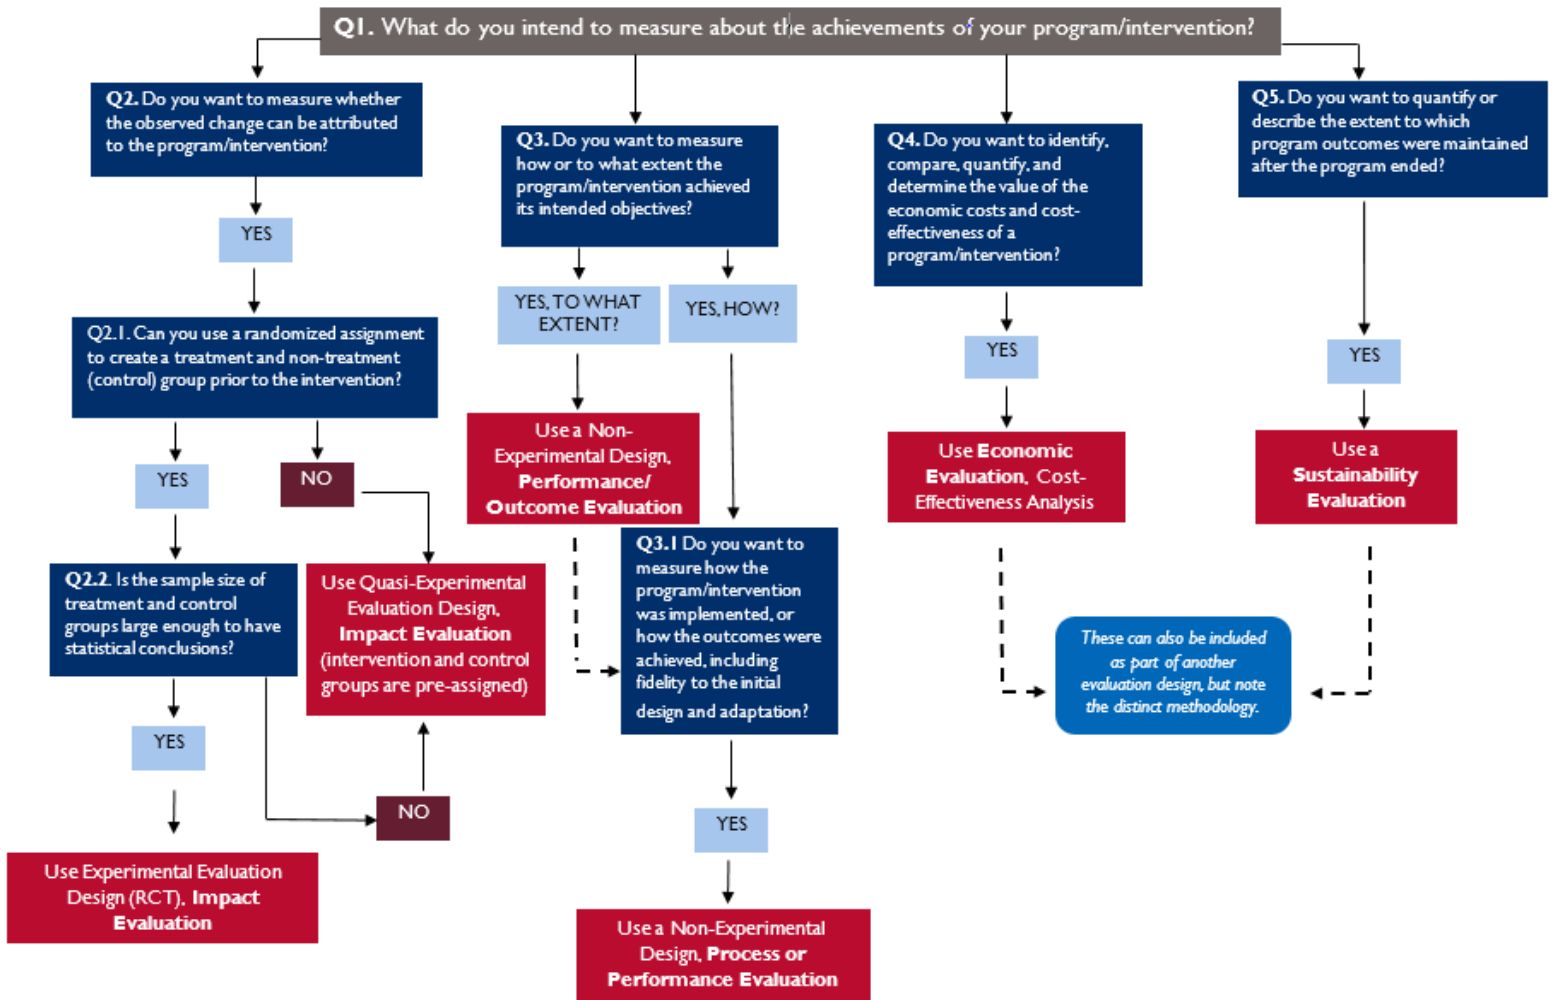 Q1. What do you intend to measure about the achievements of your program/intervention?
Q2. Do you want to measure whether
the observed change can be attributed
to the program/intervention?
YES
Q2.1. Can you use a randomized assignment
to create a treatment and non-treatment
(control) group prior to the intervention?
YES
NO
Q2.2. Is the sample size of
treatment and control
groups large enough to have
statistical conclusions?
YES
NO
Use Experimental Evaluation
Design (RCT), Impact
Evaluation
Use Quasi-Experimental
Evaluation Design,
Impact Evaluation
(intervention and control
groups are pre-assigned)
Q3. Do you want to measure
how or to what extent the
program/intervention achieved
its intended objectives?
YES, TO WHAT
EXTENT?
YES, HOW?
Use a Non-
Experimental Design,
Performance/
Outcome Evaluation
Q3.1 Do you want to
measure how the
program/intervention
was implemented, or
how the outcomes were
achieved, including
fidelity to the initial
design and adaptation?
YES
Use a Non-Experimental
Design, Process or
Performance Evaluation
Q4. Do you want to identify,
compare, quantify, and
determine the value of the
economic costs and cost-
effectiveness of a
program/intervention?
YES
Use Economic
Evaluation, Cost-
Effectiveness Analysis
Q5. Do you want to quantify or
describe the extent to which
program outcomes were maintained
after the program ended?
YES
Use a
Sustainability
Evaluation
These can also be included
as part of another
evaluation design, but note
the distinct methodology.